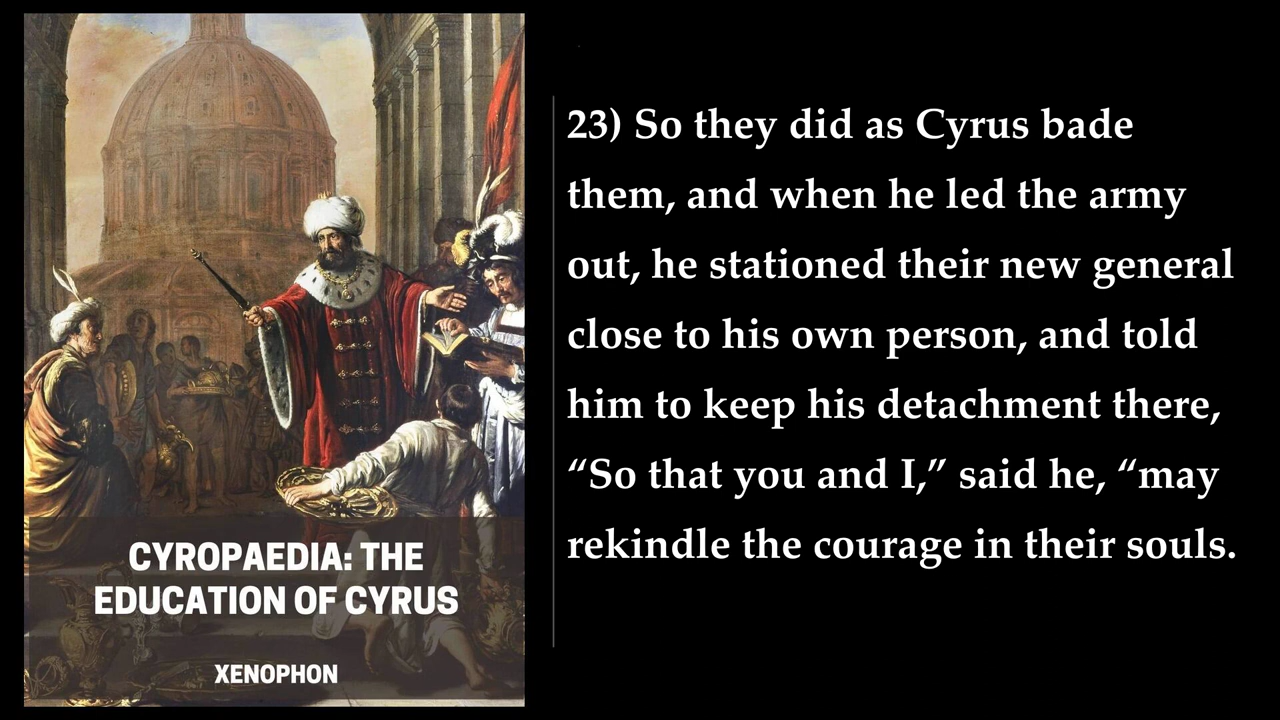 CYROPAEDIA: THE
EDUCATION OF CYRUS
XENOPHON
23) So they did as Cyrus bade
them, and when he led the army
out, he stationed their new general
close to his own person, and told
him to keep his detachment there,
“So that you and I,” said he, “may
rekindle the courage in their souls.